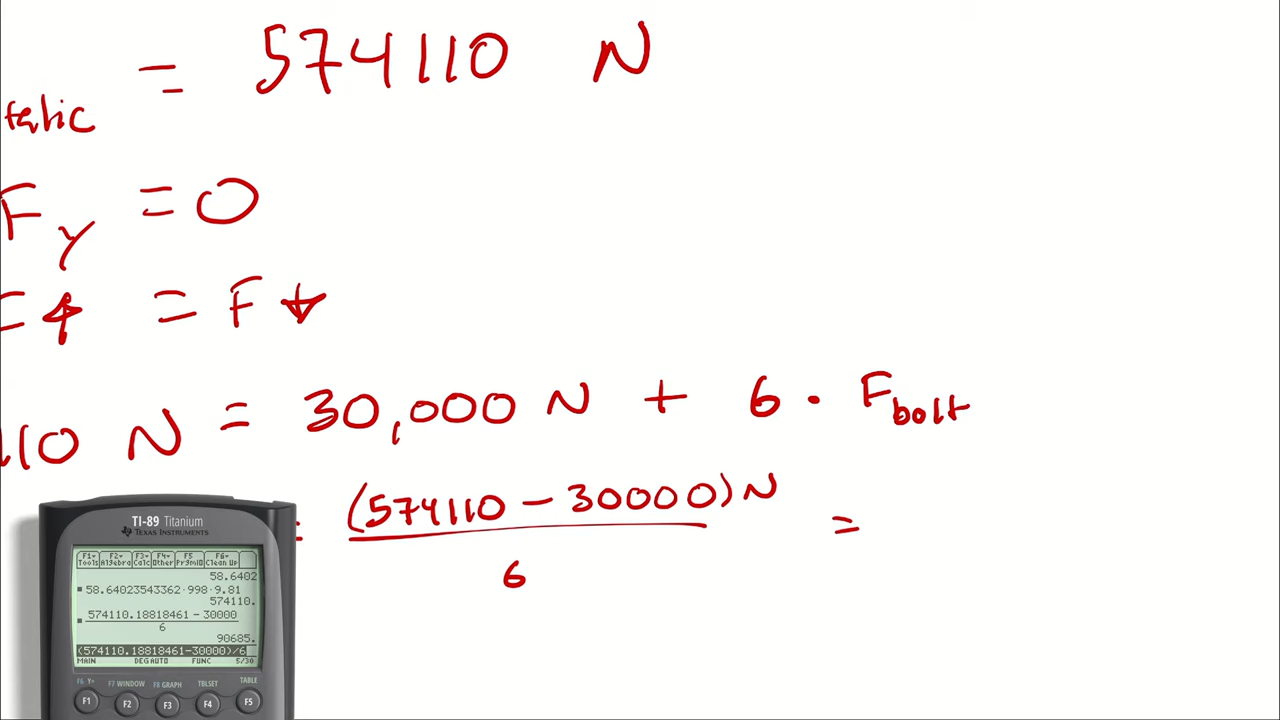 = 574110 N
tatic
F y = 0
F↑ = F↓
110 N = 30,000 N + 6 · F bolt
= (574110 - 30000) N =
6
TI-89 Titanium
TEXAS INSTRUMENTS
F1 Tools F2 Algebra F3 Calc F4 Other F5 PrgmIO F6 Clean Up
58.6402
58.64023543362·998·9.81
574110.
574110.18818461 - 30000
6
90685.
(574110.18818461-30000)/6
MAIN DEG AUTO FUNC 5/30
F6 Y= F7 WINDOW F8 GRAPH TBLSET TABLE
F1 F2 F3 F4 F5